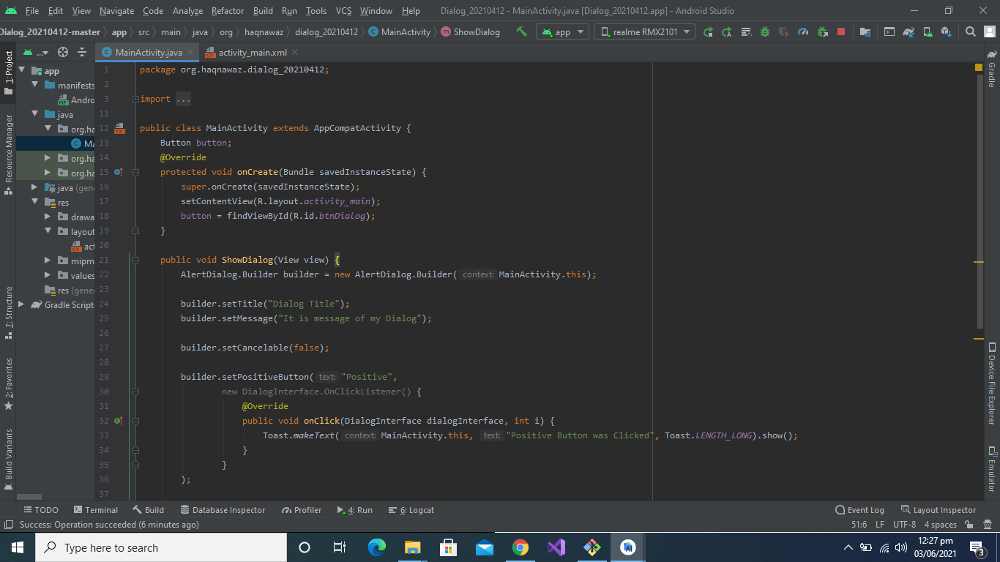 File Edit View Navigate Code Analyze Refactor Build Run Tools VCS Window Help Dialog_20210412 - MainActivity.java [Dialog_20210412.app] - Android Studio
Dialog_20210412-master app src main java org haqnawaz dialog_20210412 MainActivity ShowDialog app realme RMX2101
... MainActivity.java activity_main.xml
1: Project
Resource Manager
7: Structure
2: Favorites
Build Variants
app
manifests
Andro
java
org.ha
Ma
org.ha
org.ha
java (gene
res
drawa
layout
act
mipm
values
res (gene
Gradle Scripts
1 package org.haqnawaz.dialog_20210412;
2
3 import ...
11
12 public class MainActivity extends AppCompatActivity {
13 Button button;
14 @Override
15 protected void onCreate(Bundle savedInstanceState) {
16 super.onCreate(savedInstanceState);
17 setContentView(R.layout.activity_main);
18 button = findViewById(R.id.btnDialog);
19 }
20
21 public void ShowDialog(View view) {
22 AlertDialog.Builder builder = new AlertDialog.Builder( context: MainActivity.this);
23
24 builder.setTitle("Dialog Title");
25 builder.setMessage("It is message of my Dialog");
26
27 builder.setCancelable(false);
28
29 builder.setPositiveButton( text: "Positive",
30 new DialogInterface.OnClickListener() {
31 @Override
32 public void onClick(DialogInterface dialogInterface, int i) {
33 Toast.makeText( context: MainActivity.this, text: "Positive Button was Clicked", Toast.LENGTH_LONG).show();
34 }
35 }
36 );
37
Gradle
Device File Explorer
Emulator
TODO Terminal Build Database Inspector Profiler 4: Run 6: Logcat Event Log Layout Inspector
Success: Operation succeeded (6 minutes ago) 51:6 LF UTF-8 4 spaces
Type here to search
12:27 pm
03/06/2021
3